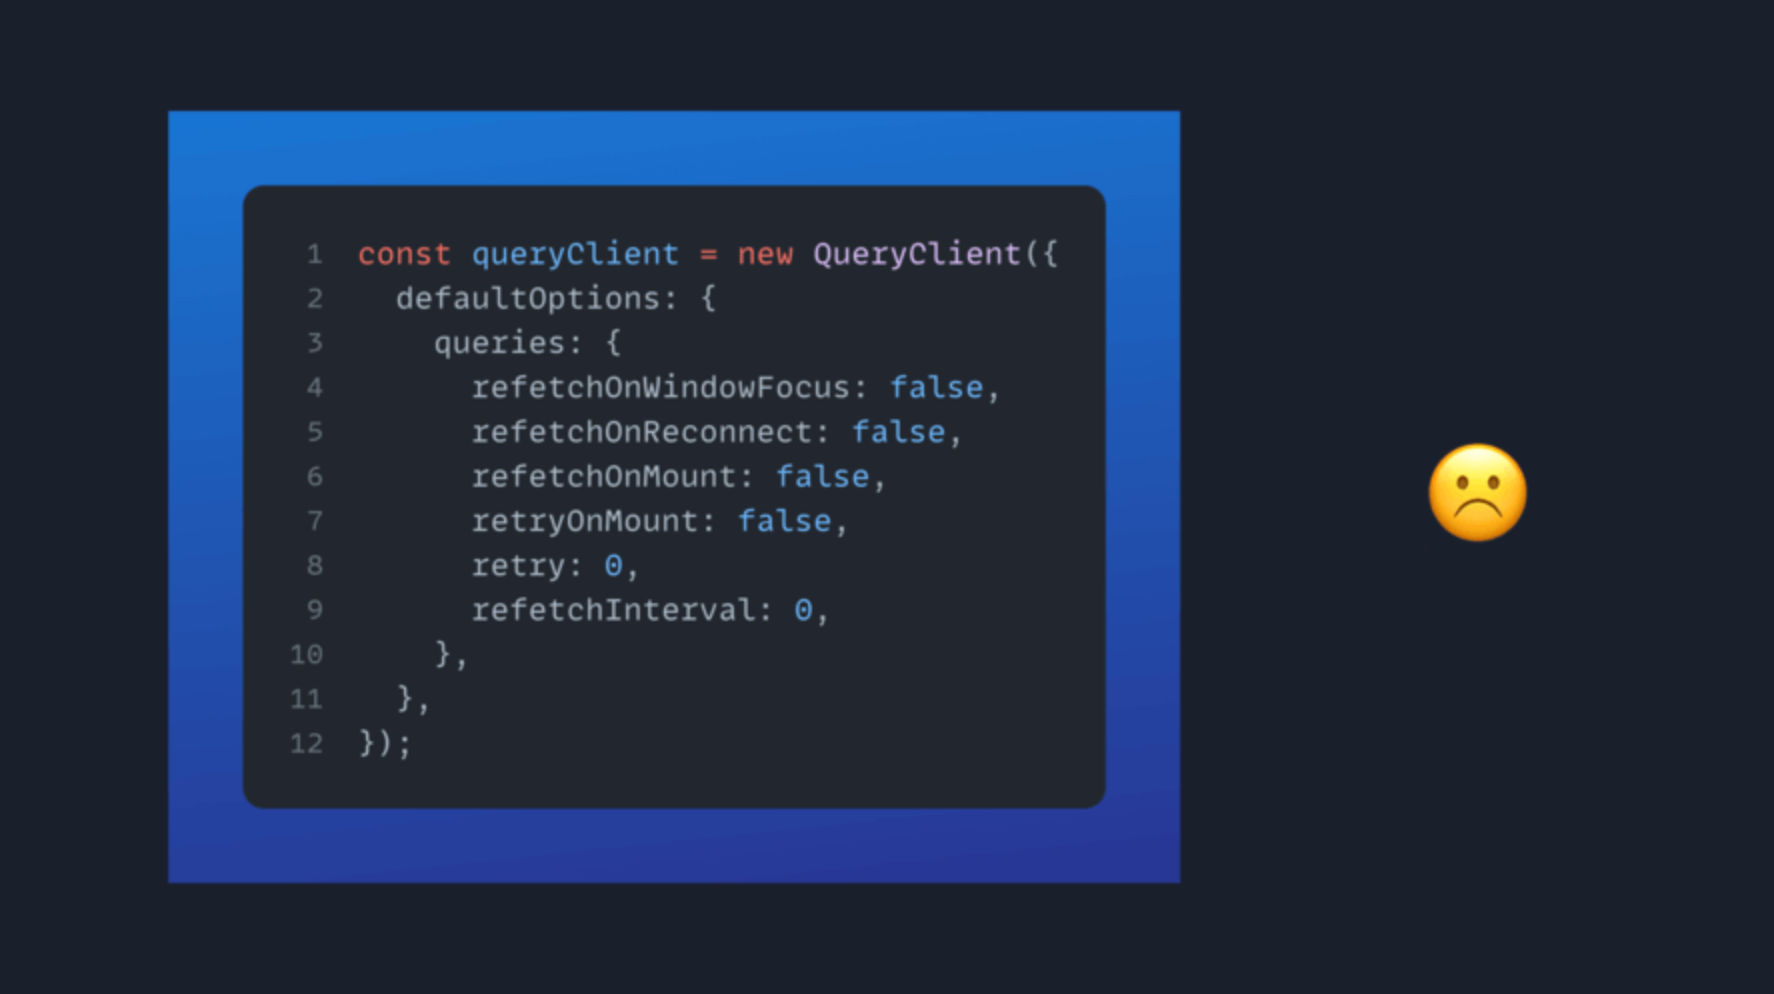 1 const queryClient = new QueryClient({
2   defaultOptions: {
3     queries: {
4       refetchOnWindowFocus: false,
5       refetchOnReconnect: false,
6       refetchOnMount: false,
7       retryOnMount: false,
8       retry: 0,
9       refetchInterval: 0,
10     },
11   },
12 });